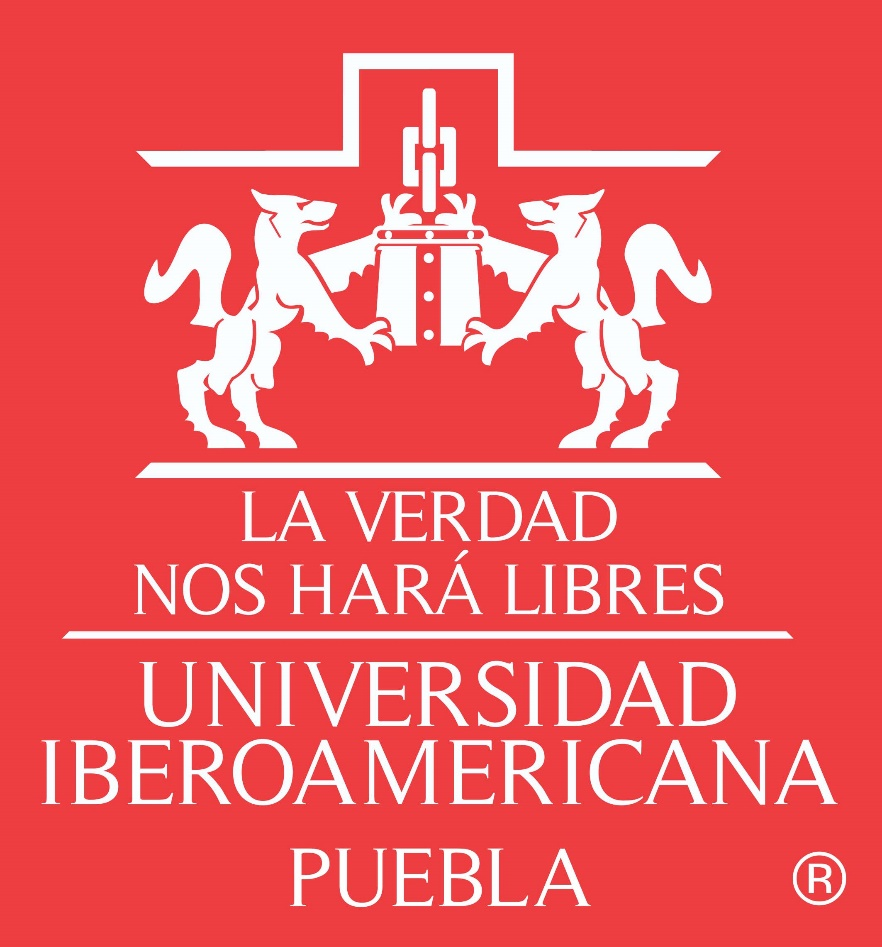 LA VERDAD
NOS HARÁ LIBRES
UNIVERSIDAD
IBEROAMERICANA
PUEBLA
®